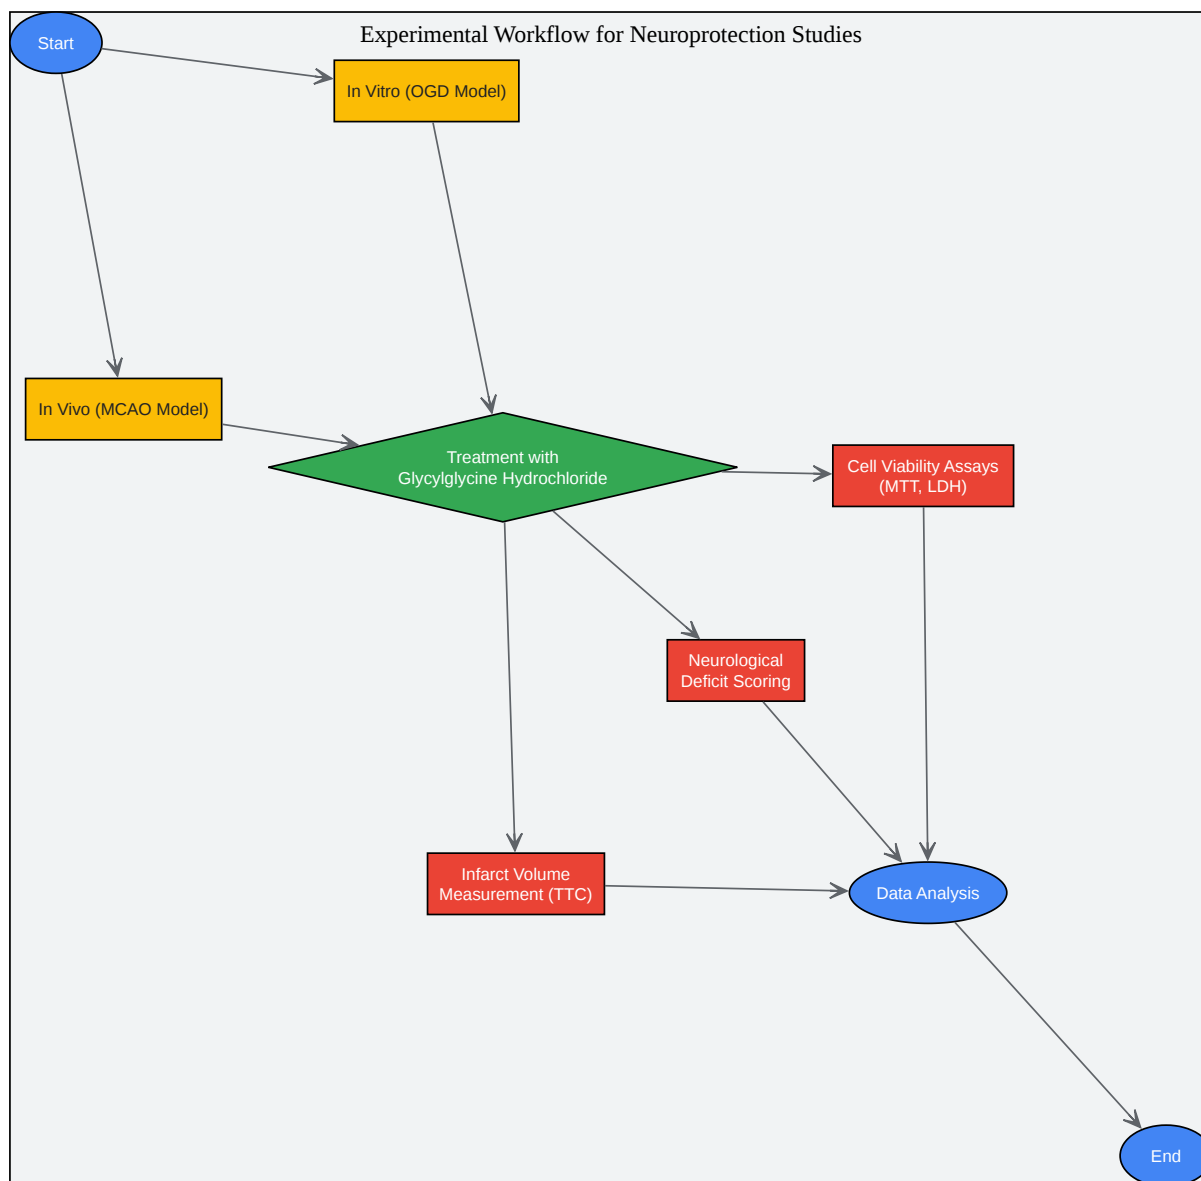 Experimental Workflow for Neuroprotection Studies
Start
In Vitro (OGD Model)
In Vivo (MCAO Model)
Treatment with
Glycylglycine Hydrochloride
Cell Viability Assays
(MTT, LDH)
Neurological
Deficit Scoring
Infarct Volume
Measurement (TTC)
Data Analysis
End